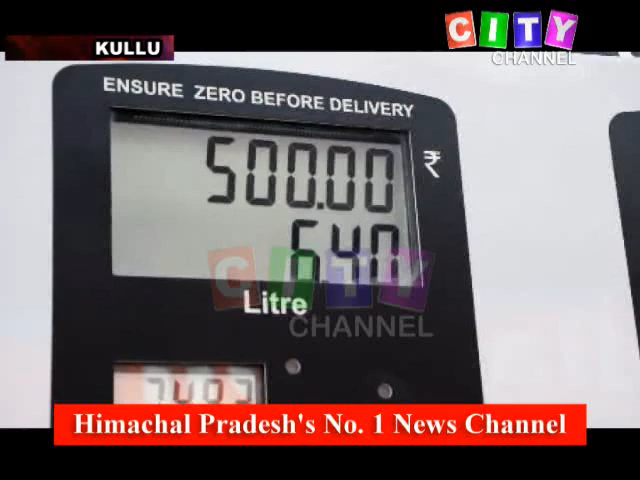 KULLU
CITY
CHANNEL
ENSURE ZERO BEFORE DELIVERY
500.00
₹
6.40
Litre
CITY
CHANNEL
Himachal Pradesh's No. 1 News Channel